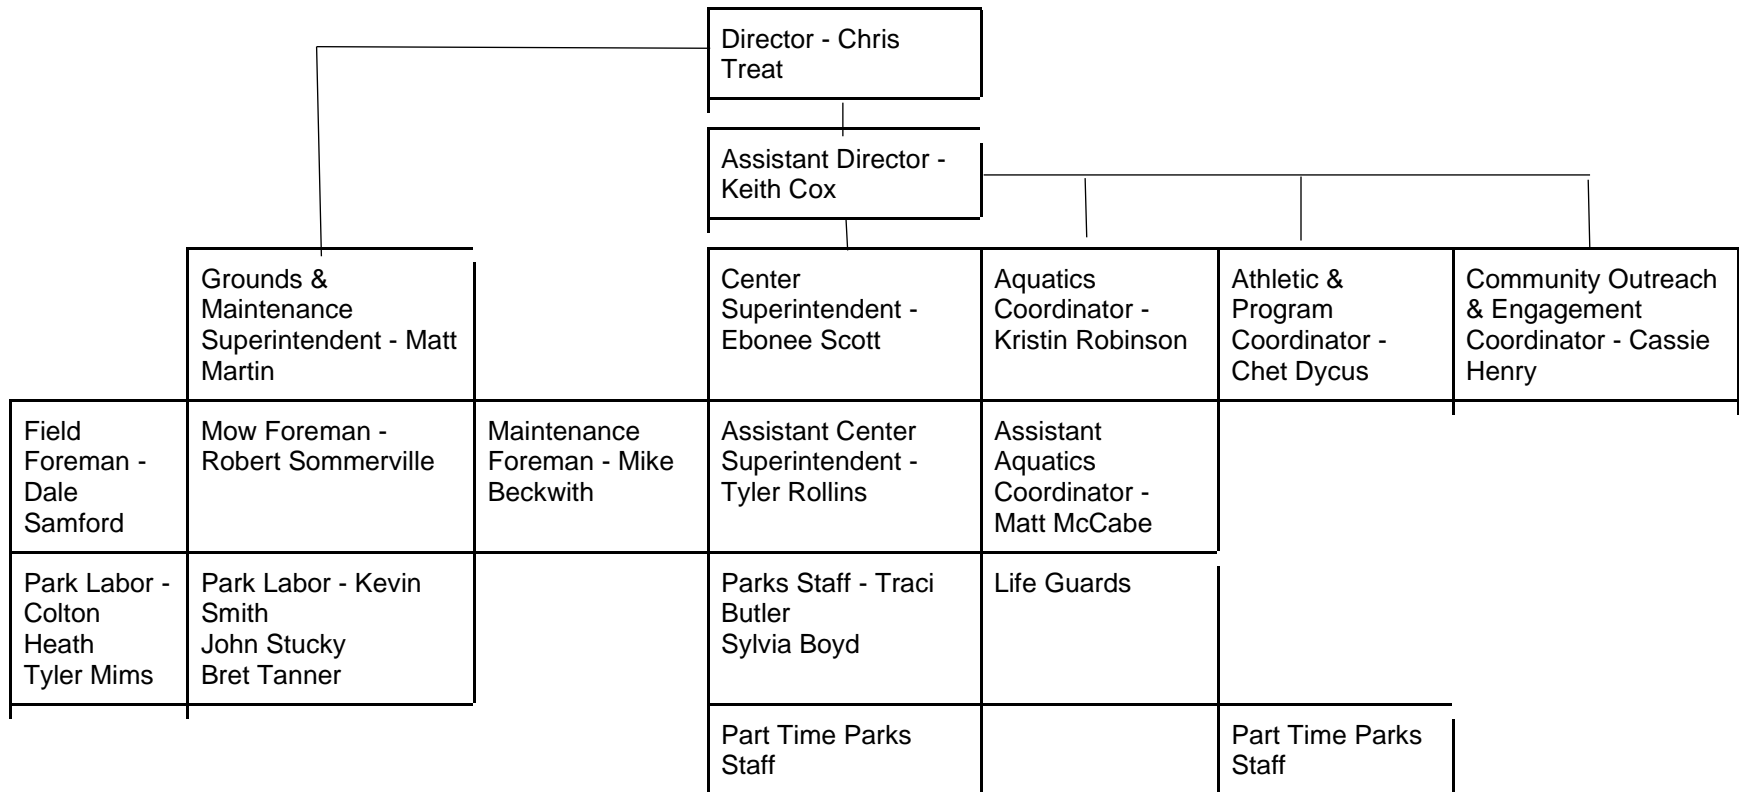 Director - Chris
Treat
Assistant Director -
Keith Cox
Grounds &
Maintenance
Superintendent - Matt
Martin
Center
Superintendent -
Ebonee Scott
Aquatics
Coordinator -
Kristin Robinson
Athletic &
Program
Coordinator -
Chet Dycus
Community Outreach
& Engagement
Coordinator - Cassie
Henry
Field
Foreman -
Dale
Samford
Mow Foreman -
Robert Sommerville
Maintenance
Foreman - Mike
Beckwith
Assistant Center
Superintendent -
Tyler Rollins
Assistant
Aquatics
Coordinator -
Matt McCabe
Park Labor -
Colton
Heath
Tyler Mims
Park Labor - Kevin
Smith
John Stucky
Bret Tanner
Parks Staff - Traci
Butler
Sylvia Boyd
Life Guards
Part Time Parks
Staff
Part Time Parks
Staff